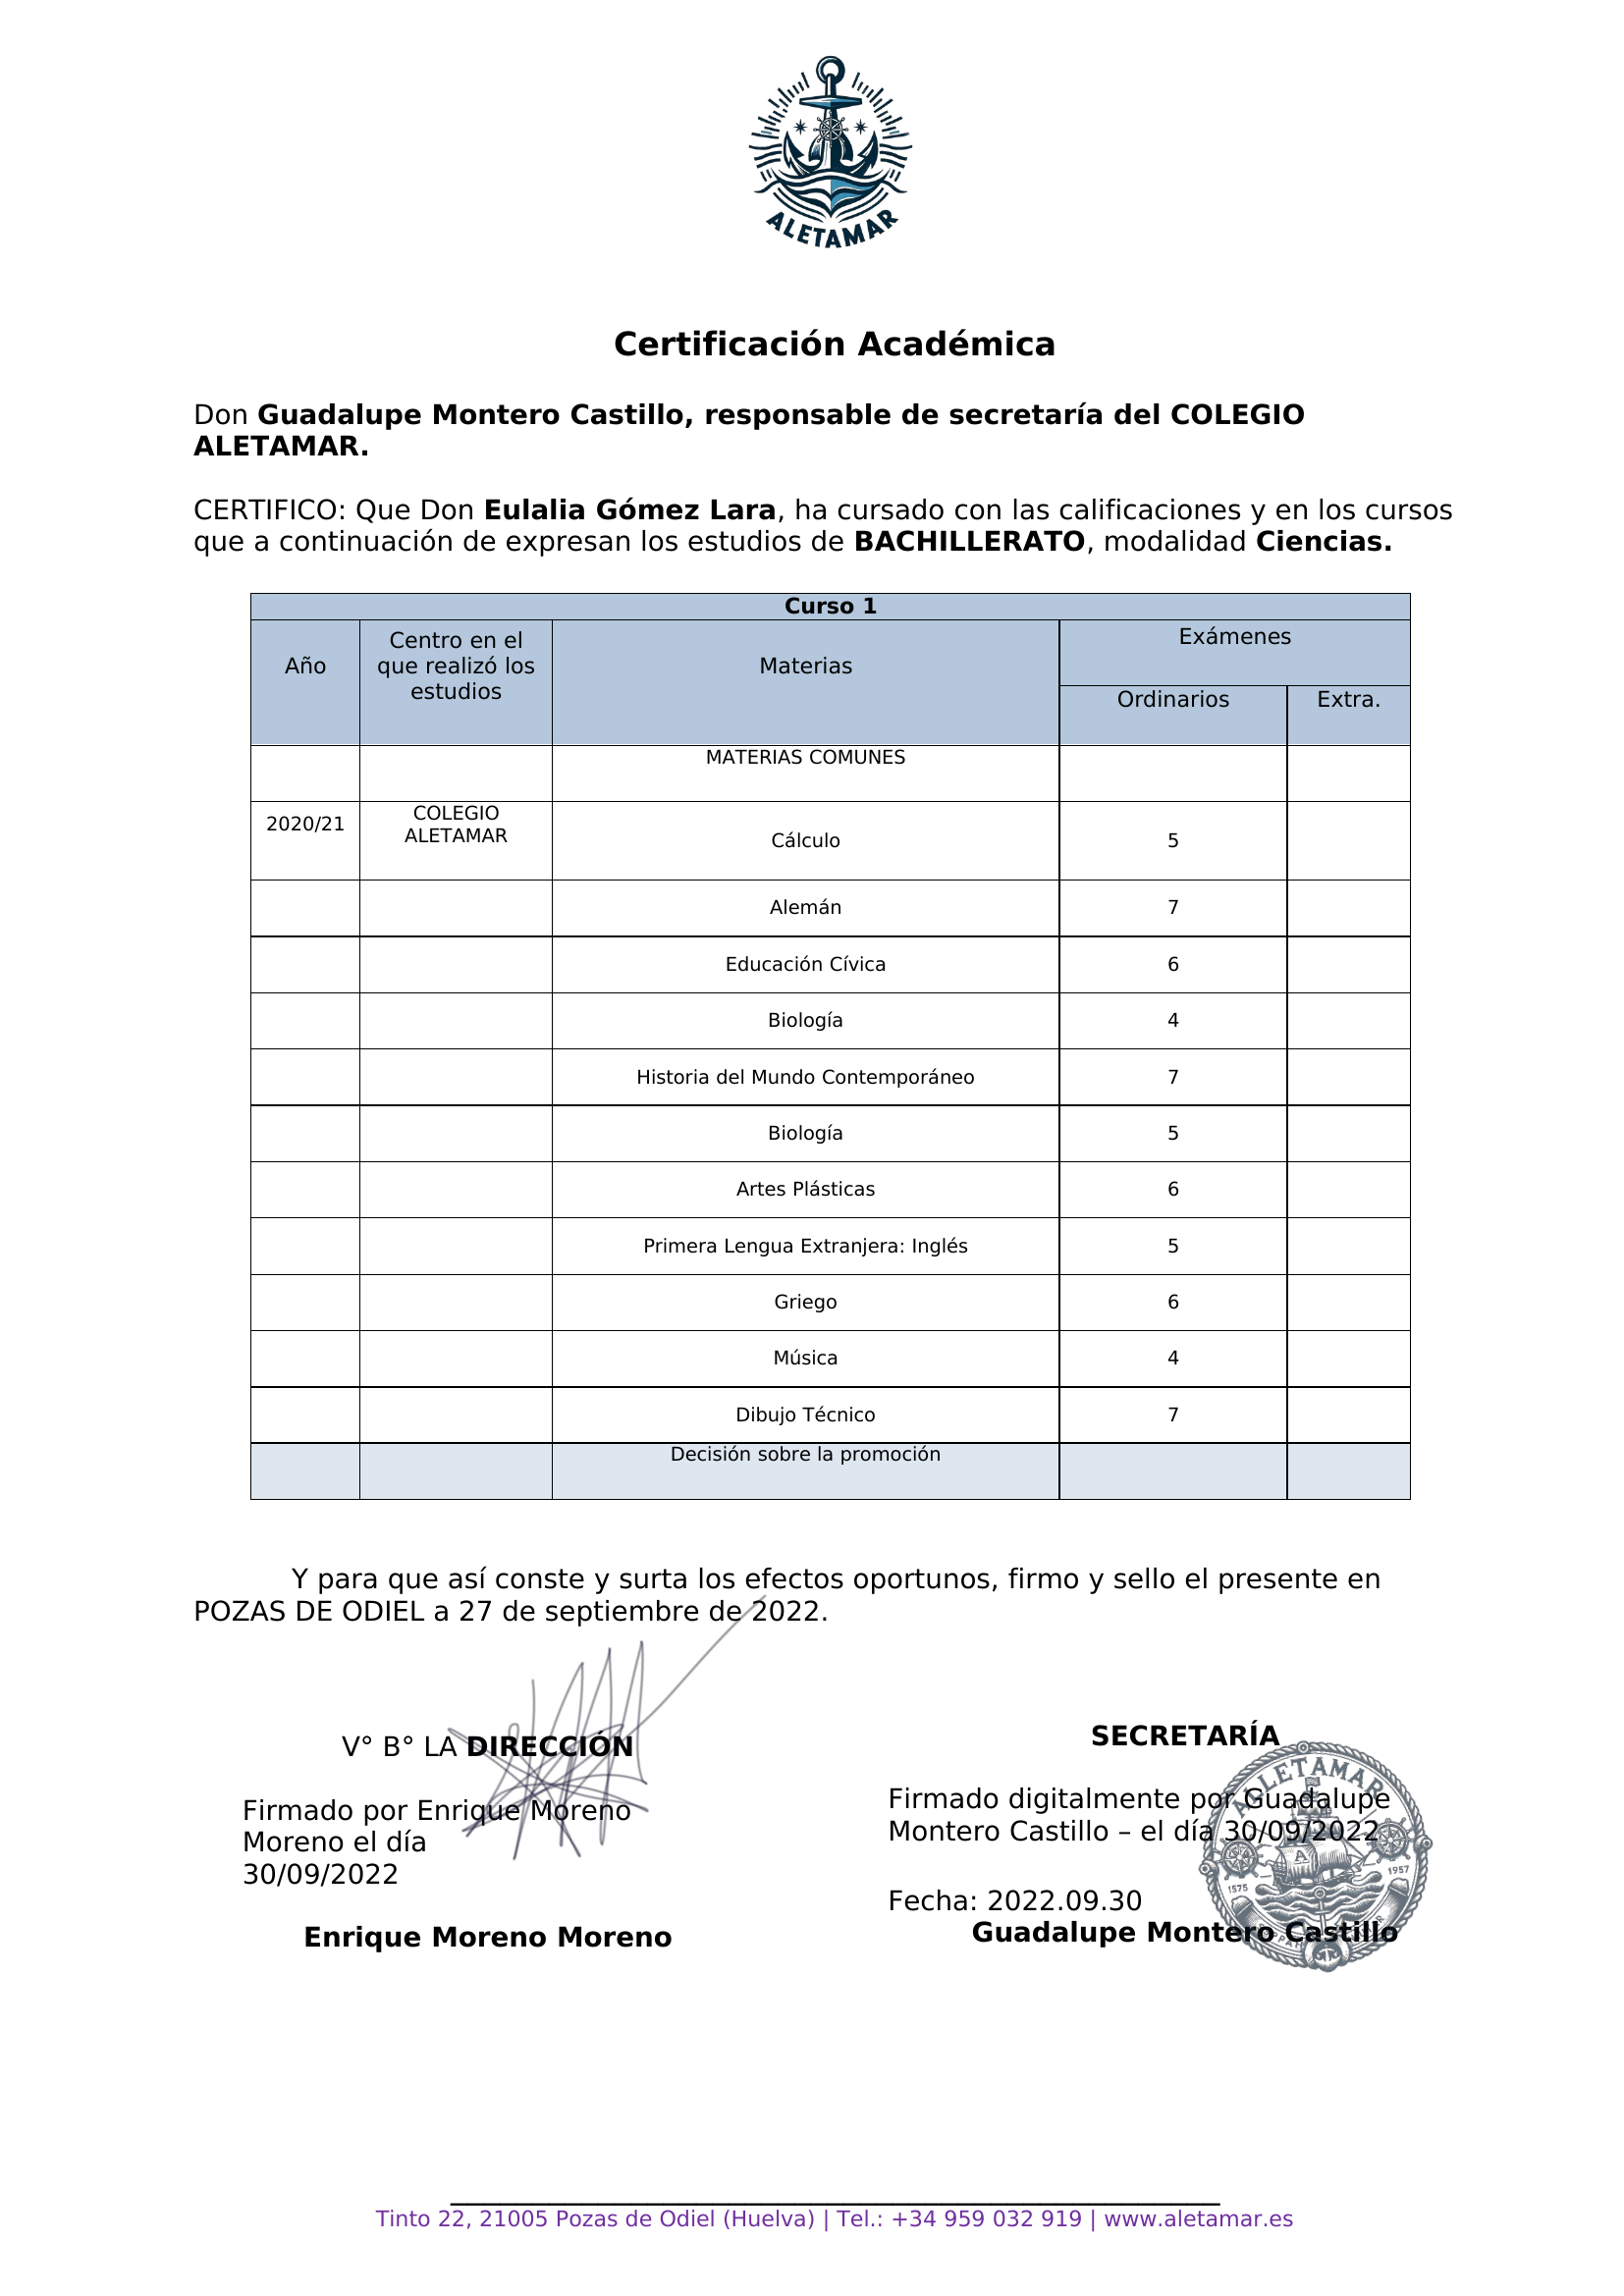 ALETAMAR
Certificación Académica
Don Guadalupe Montero Castillo, responsable de secretaría del COLEGIO
ALETAMAR.
CERTIFICO: Que Don Eulalia Gómez Lara, ha cursado con las calificaciones y en los cursos
que a continuación de expresan los estudios de BACHILLERATO, modalidad Ciencias.
Curso 1
Año
Centro en el
que realizó los
estudios
Materias
Exámenes
Ordinarios
Extra.
MATERIAS COMUNES
2020/21
COLEGIO
ALETAMAR
Cálculo 5
Alemán 7
Educación Cívica 6
Biología 4
Historia del Mundo Contemporáneo 7
Biología 5
Artes Plásticas 6
Primera Lengua Extranjera: Inglés 5
Griego 6
Música 4
Dibujo Técnico 7
Decisión sobre la promoción
Y para que así conste y surta los efectos oportunos, firmo y sello el presente en
POZAS DE ODIEL a 27 de septiembre de 2022.
V° B° LA DIRECCIÓN
Firmado por Enrique Moreno
Moreno el día
30/09/2022
Enrique Moreno Moreno
SECRETARÍA
Firmado digitalmente por Guadalupe
Montero Castillo – el día 30/09/2022
Fecha: 2022.09.30
Guadalupe Montero Castillo
A
1575
1957
Tinto 22, 21005 Pozas de Odiel (Huelva) | Tel.: +34 959 032 919 | www.aletamar.es